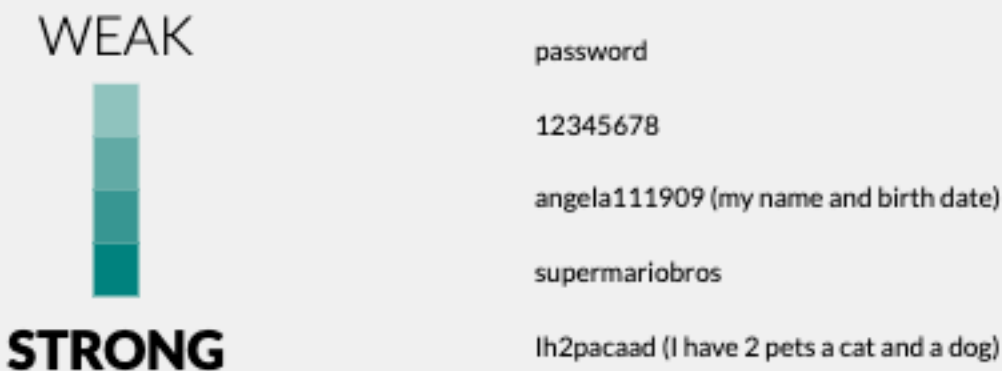 WEAK
password
12345678
angela111909 (my name and birth date)
supermariobros
STRONG
Ih2pacaad (I have 2 pets a cat and a dog)